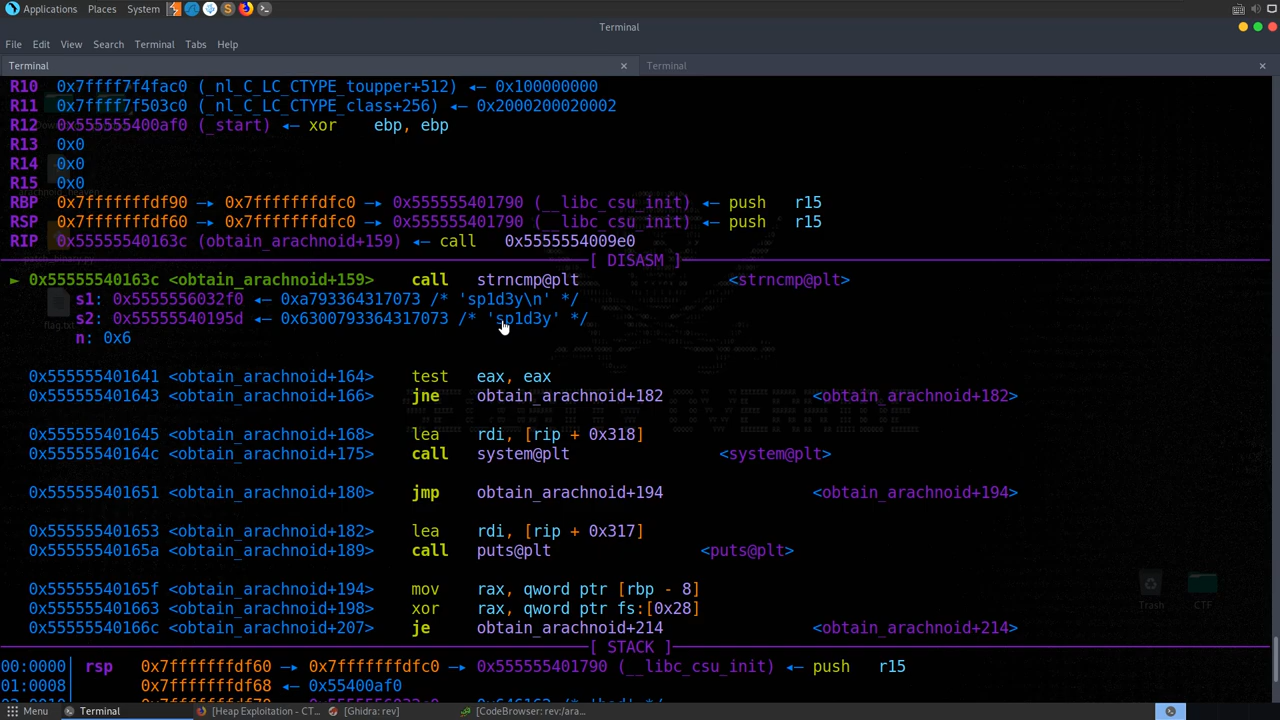 Applications Places System
Terminal
File Edit View Search Terminal Tabs Help
Terminal × Terminal ×
R10 0x7ffff7f4fac0 (_nl_C_LC_CTYPE_toupper+512) ◂— 0x100000000
R11 0x7ffff7f503c0 (_nl_C_LC_CTYPE_class+256) ◂— 0x2000200020002
R12 0x555555400af0 (_start) ◂— xor ebp, ebp
R13 0x0
R14 0x0
R15 0x0
RBP 0x7fffffffdf90 —▸ 0x7fffffffdfc0 —▸ 0x555555401790 (__libc_csu_init) ◂— push r15
RSP 0x7fffffffdf60 —▸ 0x7fffffffdfc0 —▸ 0x555555401790 (__libc_csu_init) ◂— push r15
RIP 0x55555540163c (obtain_arachnoid+159) ◂— call 0x5555554009e0
[ DISASM ]
► 0x55555540163c <obtain_arachnoid+159> call strncmp@plt <strncmp@plt>
s1: 0x5555556032f0 ◂— 0xa793364317073 /* 'sp1d3y\n' */
s2: 0x55555540195d ◂— 0x6300793364317073 /* 'sp1d3y' */
flag.txt
n: 0x6
0x555555401641 <obtain_arachnoid+164> test eax, eax
0x555555401643 <obtain_arachnoid+166> jne obtain_arachnoid+182 <obtain_arachnoid+182>
0x555555401645 <obtain_arachnoid+168> lea rdi, [rip + 0x318]
0x55555540164c <obtain_arachnoid+175> call system@plt <system@plt>
0x555555401651 <obtain_arachnoid+180> jmp obtain_arachnoid+194 <obtain_arachnoid+194>
0x555555401653 <obtain_arachnoid+182> lea rdi, [rip + 0x317]
0x55555540165a <obtain_arachnoid+189> call puts@plt <puts@plt>
0x55555540165f <obtain_arachnoid+194> mov rax, qword ptr [rbp - 8]
0x555555401663 <obtain_arachnoid+198> xor rax, qword ptr fs:[0x28]
Trash CTF
0x55555540166c <obtain_arachnoid+207> je obtain_arachnoid+214 <obtain_arachnoid+214>
[ STACK ]
00:0000│ rsp 0x7fffffffdf60 —▸ 0x7fffffffdfc0 —▸ 0x555555401790 (__libc_csu_init) ◂— push r15
01:0008│ 0x7fffffffdf68 ◂— 0x55400af0
Menu Terminal [Heap Exploitation - CT... [Ghidra: rev] [CodeBrowser: rev:/ara...